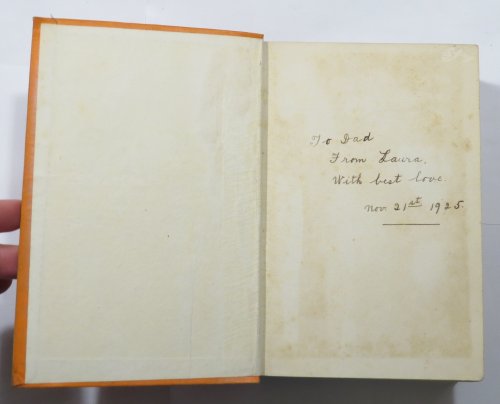 To Dad
From Laura.
With best love.
Nov. 21st 1925